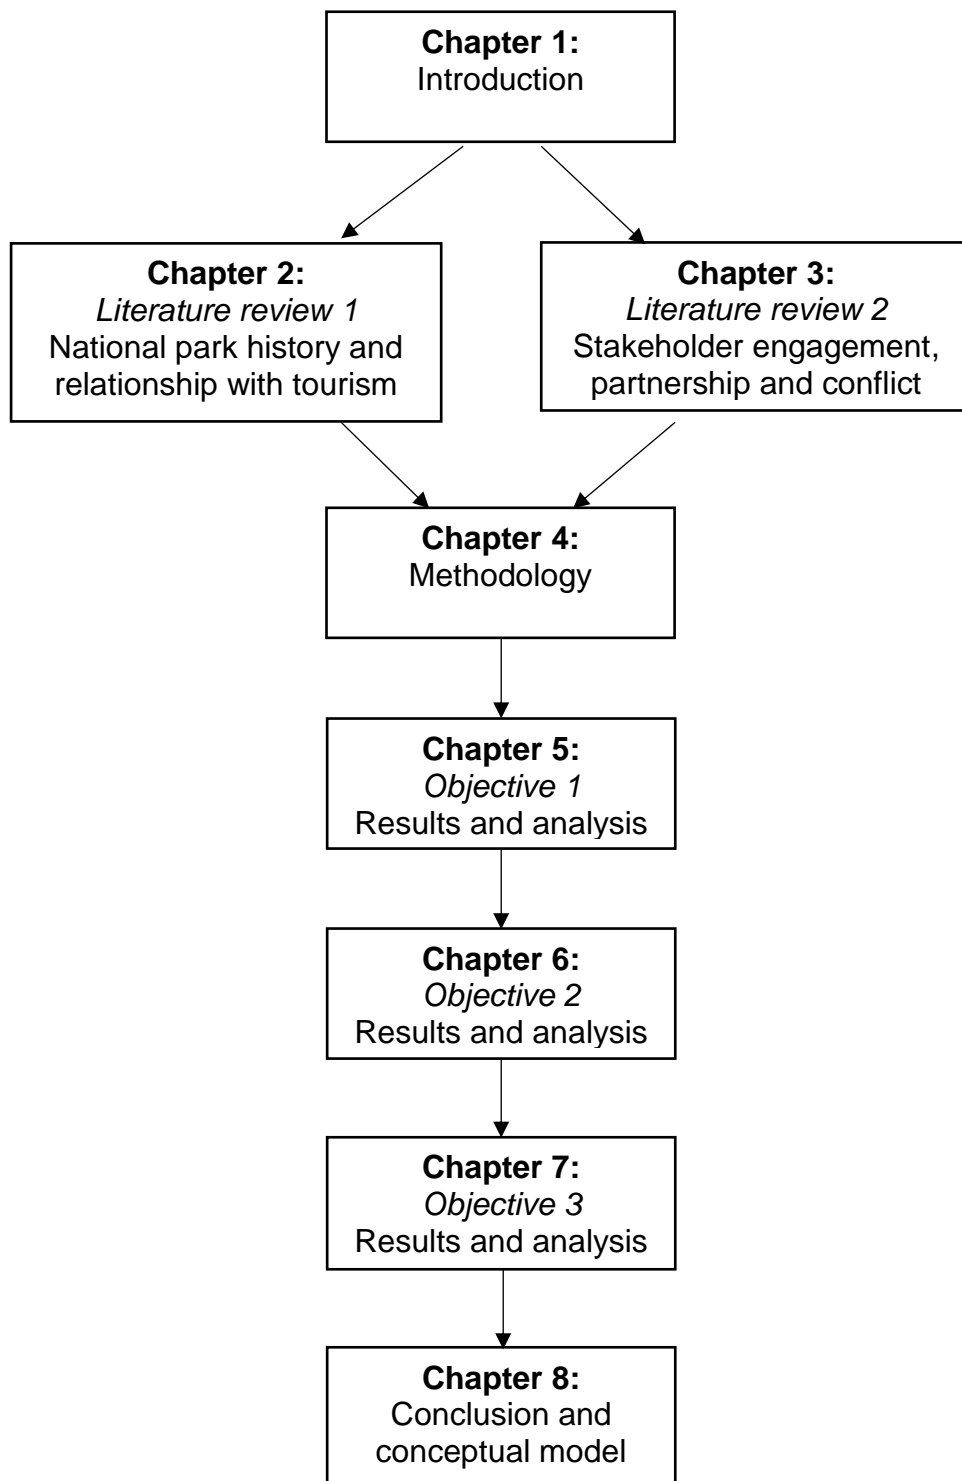 Chapter 1:
Introduction
Chapter 2:
Literature review 1
National park history and
relationship with tourism
Chapter 3:
Literature review 2
Stakeholder engagement,
partnership and conflict
Chapter 4:
Methodology
Chapter 5:
Objective 1
Results and analysis
Chapter 6:
Objective 2
Results and analysis
Chapter 7:
Objective 3
Results and analysis
Chapter 8:
Conclusion and
conceptual model